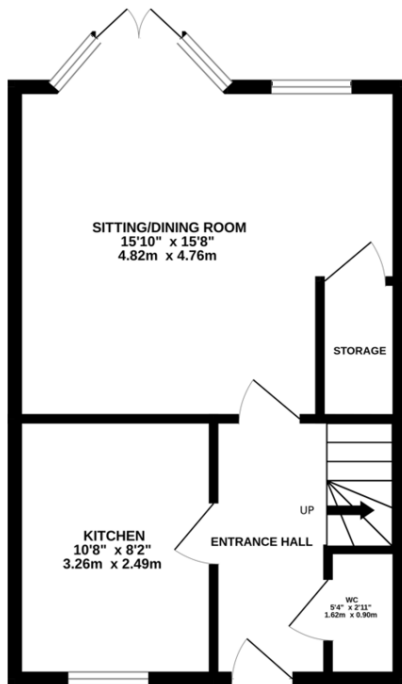 SITTING/DINING ROOM
15'10" x 15'8"
4.82m x 4.76m
STORAGE
UP
KITCHEN
10'8" x 8'2"
3.26m x 2.49m
ENTRANCE HALL
WC
5'4" x 2'11"
1.62m x 0.90m